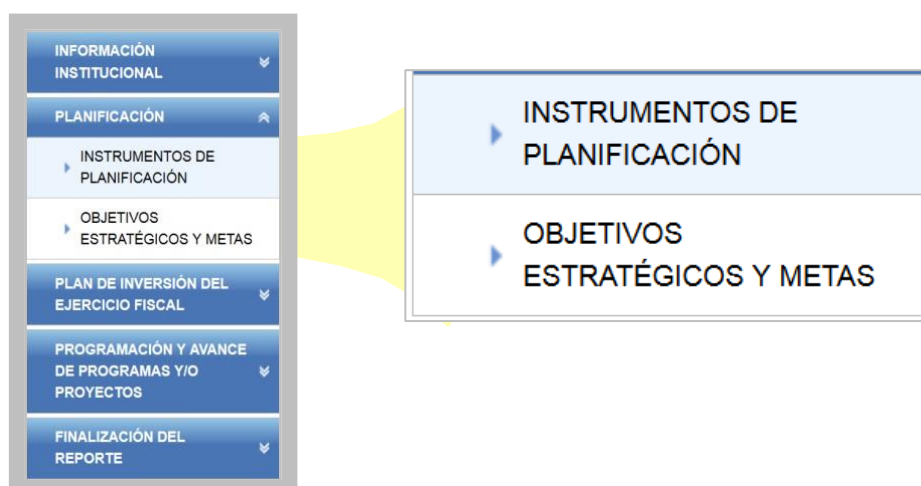 INFORMACIÓN
INSTITUCIONAL
PLANIFICACIÓN
INSTRUMENTOS DE
PLANIFICACIÓN
OBJETIVOS
ESTRATÉGICOS Y METAS
PLAN DE INVERSIÓN DEL
EJERCICIO FISCAL
PROGRAMACIÓN Y AVANCE
DE PROGRAMAS Y/O
PROYECTOS
FINALIZACIÓN DEL
REPORTE
INSTRUMENTOS DE
PLANIFICACIÓN
OBJETIVOS
ESTRATÉGICOS Y METAS